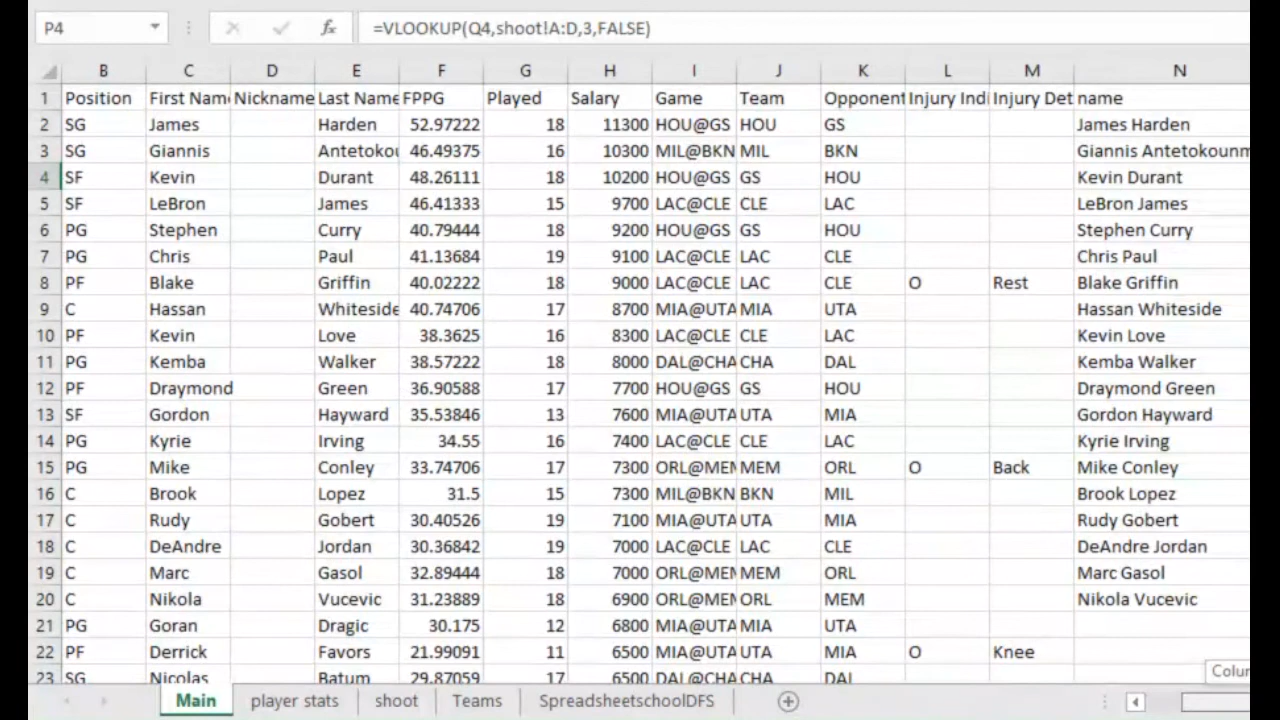 P4 fx =VLOOKUP(Q4,shoot!A:D,3,FALSE)
B C D E F G H I J K L M N
1 Position First Nam Nickname Last Name FPPG Played Salary Game Team Opponent Injury Indi Injury Det name
2 SG James Harden 52.97222 18 11300 HOU@GS HOU GS James Harden
3 SG Giannis Antetokou 46.49375 16 10300 MIL@BKN MIL BKN Giannis Antetokounm
4 SF Kevin Durant 48.26111 18 10200 HOU@GS GS HOU Kevin Durant
5 SF LeBron James 46.41333 15 9700 LAC@CLE CLE LAC LeBron James
6 PG Stephen Curry 40.79444 18 9200 HOU@GS GS HOU Stephen Curry
7 PG Chris Paul 41.13684 19 9100 LAC@CLE LAC CLE Chris Paul
8 PF Blake Griffin 40.02222 18 9000 LAC@CLE LAC CLE O Rest Blake Griffin
9 C Hassan Whiteside 40.74706 17 8700 MIA@UTA MIA UTA Hassan Whiteside
10 PF Kevin Love 38.3625 16 8300 LAC@CLE CLE LAC Kevin Love
11 PG Kemba Walker 38.57222 18 8000 DAL@CHA CHA DAL Kemba Walker
12 PF Draymond Green 36.90588 17 7700 HOU@GS GS HOU Draymond Green
13 SF Gordon Hayward 35.53846 13 7600 MIA@UTA UTA MIA Gordon Hayward
14 PG Kyrie Irving 34.55 16 7400 LAC@CLE CLE LAC Kyrie Irving
15 PG Mike Conley 33.74706 17 7300 ORL@MEM MEM ORL O Back Mike Conley
16 C Brook Lopez 31.5 15 7300 MIL@BKN BKN MIL Brook Lopez
17 C Rudy Gobert 30.40526 19 7100 MIA@UTA UTA MIA Rudy Gobert
18 C DeAndre Jordan 30.36842 19 7000 LAC@CLE LAC CLE DeAndre Jordan
19 C Marc Gasol 32.89444 18 7000 ORL@MEM MEM ORL Marc Gasol
20 C Nikola Vucevic 31.23889 18 6900 ORL@MEM ORL MEM Nikola Vucevic
21 PG Goran Dragic 30.175 12 6800 MIA@UTA MIA UTA
22 PF Derrick Favors 21.99091 11 6500 MIA@UTA UTA MIA O Knee
23 SG Nicolas Batum 29.87059 17 6500 DAL@CHA CHA DAL
Colu
Main player stats shoot Teams SpreadsheetschoolDFS